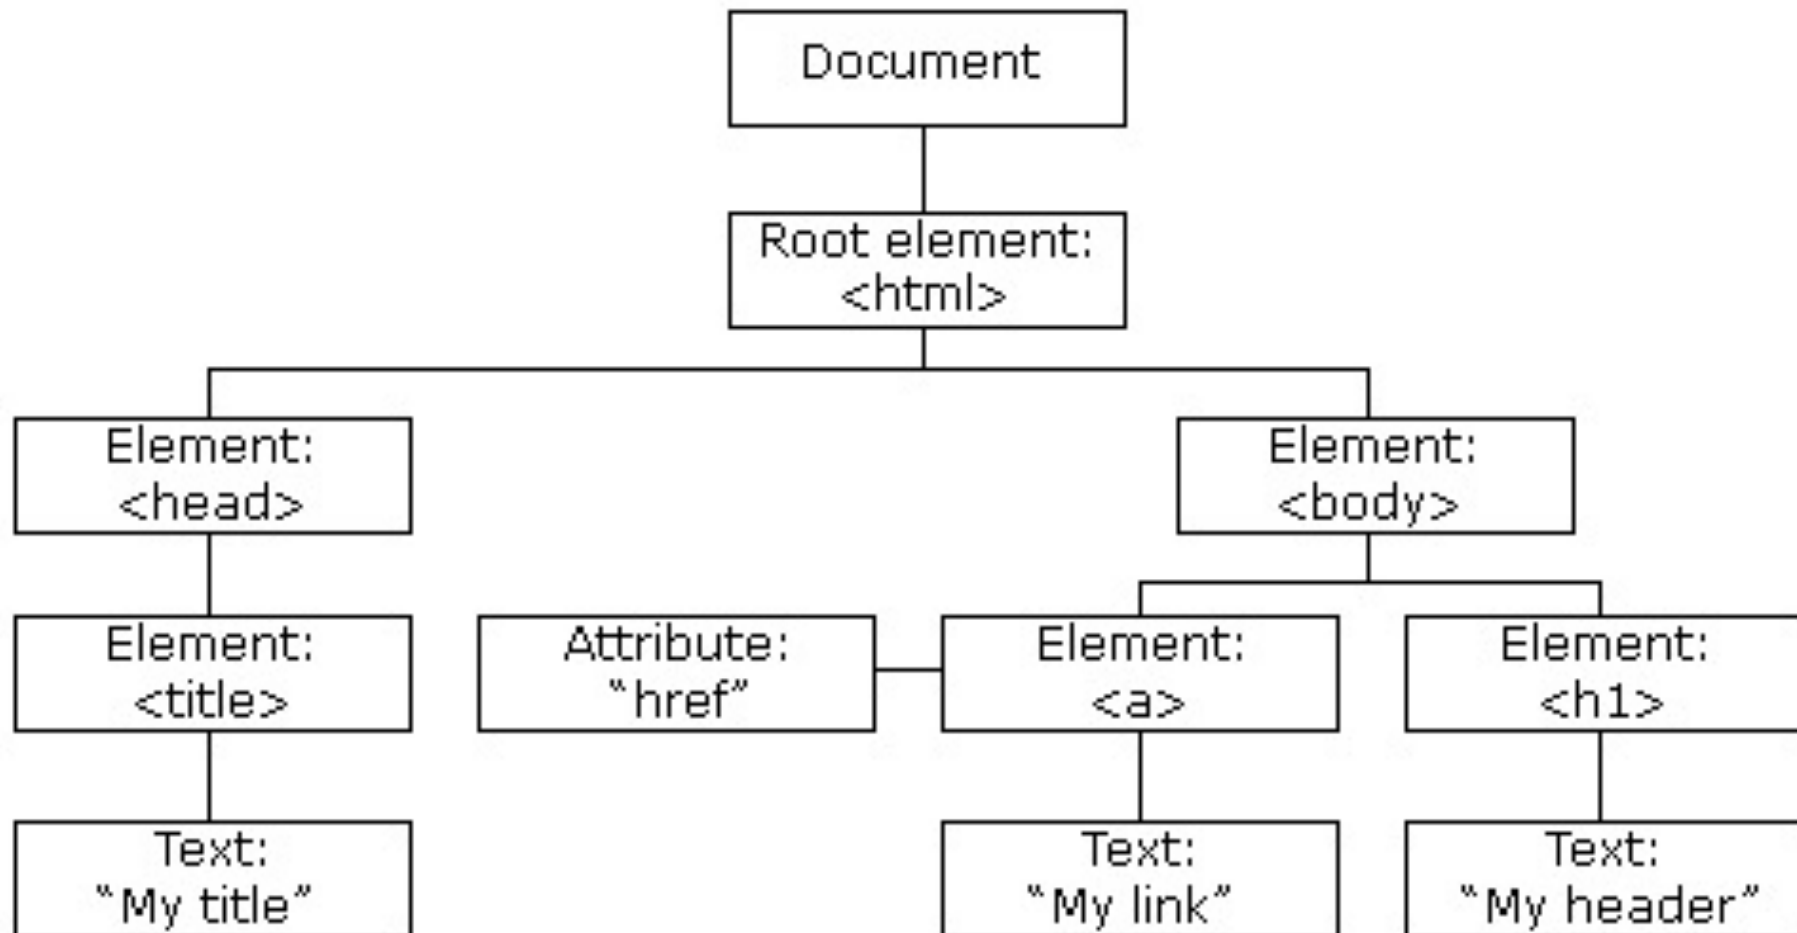 Document
Root element:
<html>
Element:
<head>
Element:
<body>
Element:
<title>
Attribute:
“href”
Element:
<a>
Element:
<h1>
Text:
“My title”
Text:
“My link”
Text:
“My header”